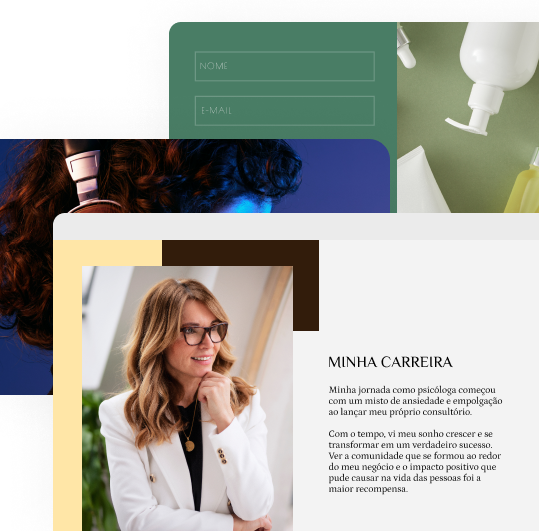 NOME
E-MAIL
MINHA CARREIRA
Minha jornada como psicóloga começou
com um misto de ansiedade e empolgação
ao lançar meu próprio consultório.
Com o tempo, vi meu sonho crescer e se
transformar em um verdadeiro sucesso.
Ver a comunidade que se formou ao redor
do meu negócio e o impacto positivo que
pude causar na vida das pessoas foi a
maior recompensa.